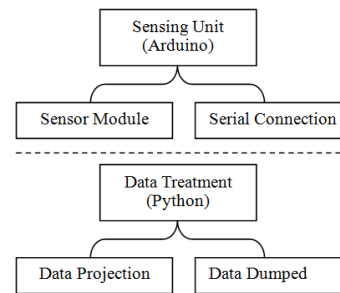 Sensing Unit
(Arduino)
Sensor Module
Serial Connection
Data Treatment
(Python)
Data Projection
Data Dumped